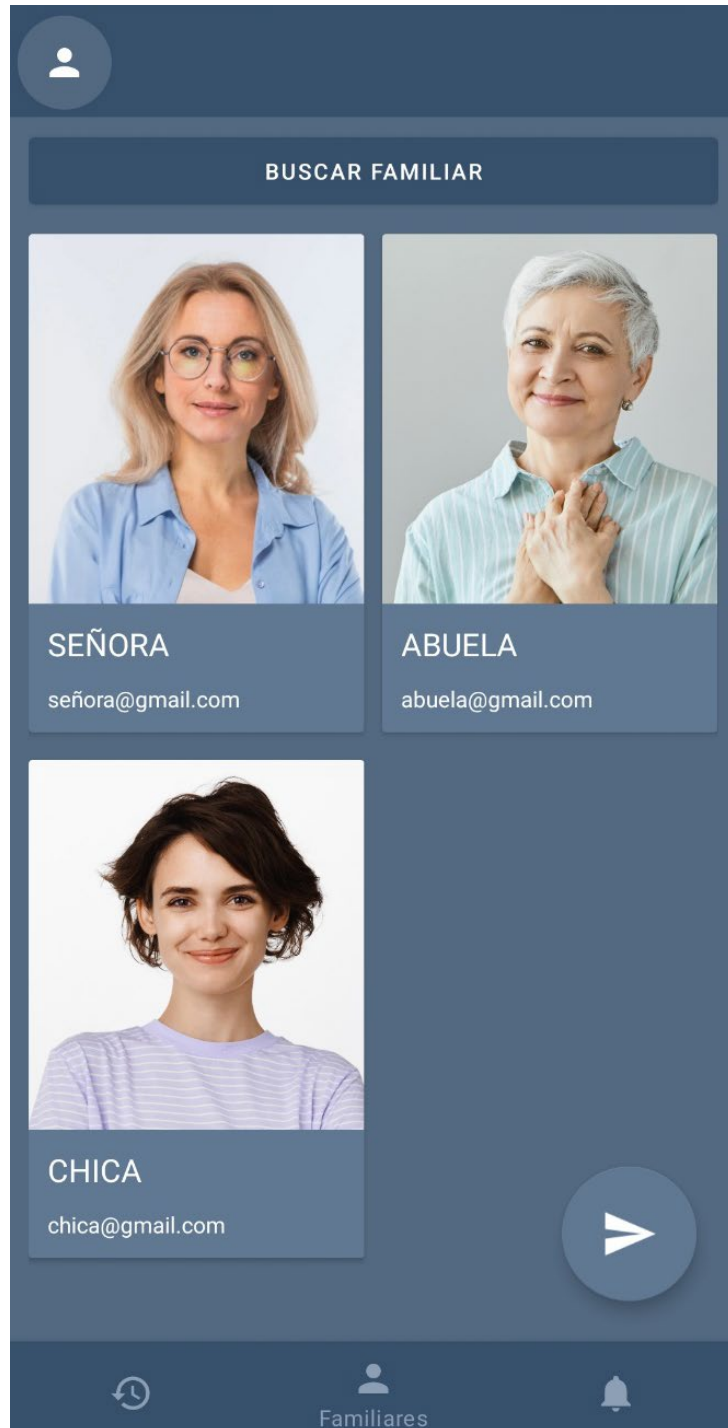 BUSCAR FAMILIAR
SEÑORA
señora@gmail.com
ABUELA
abuela@gmail.com
CHICA
chica@gmail.com
Familiares